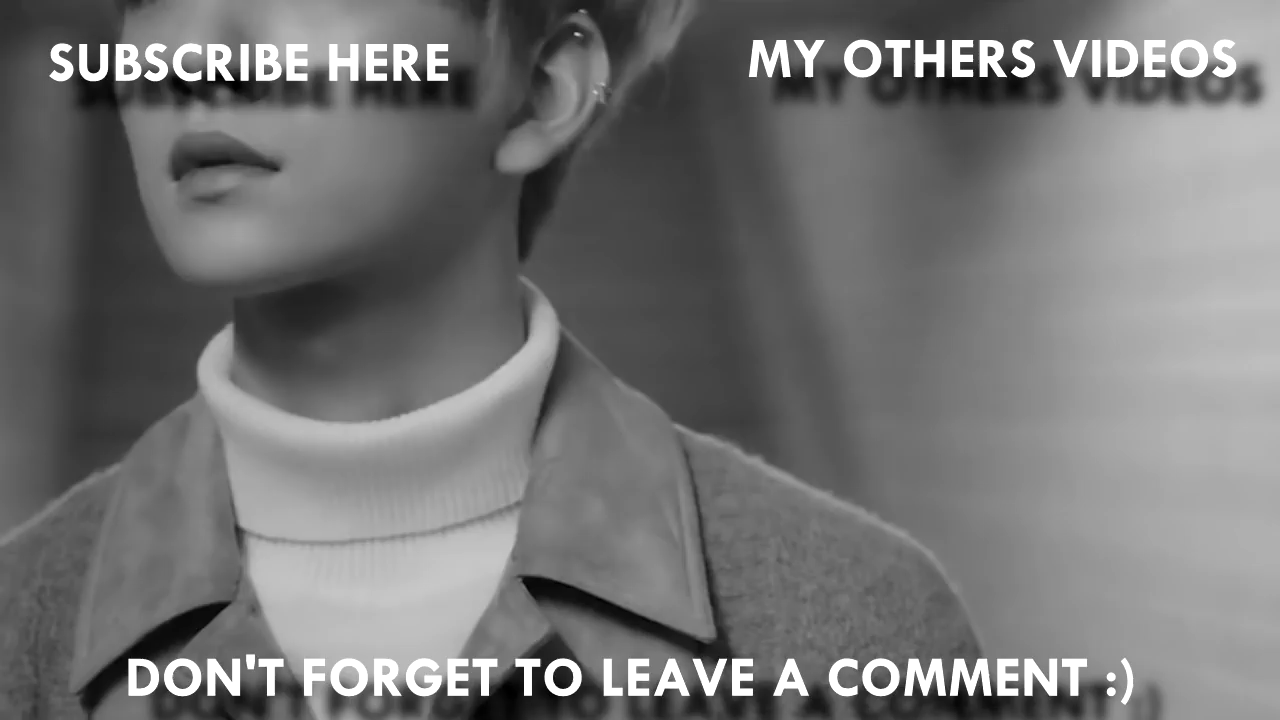 SUBSCRIBE HERE
MY OTHERS VIDEOS
DON'T FORGET TO LEAVE A COMMENT :)